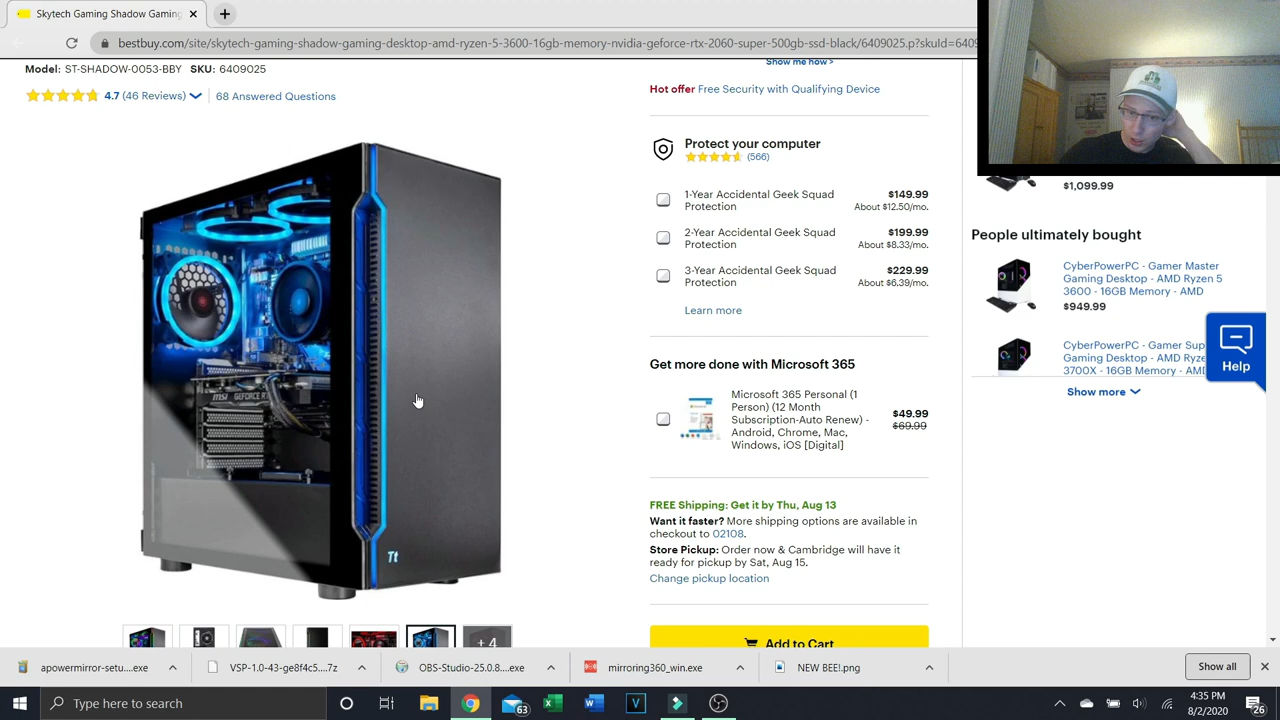 Skytech Gaming Shadow Gaming
bestbuy.com/site/skytech-gaming-shadow-gaming-desktop-amd-ryzen-5-3600-16gb-memory-nvidia-geforce-rtx-2060-super-500gb-ssd-black/6409025.p?skuId=6409
Model: ST-SHADOW-0053-BBY SKU: 6409025
4.7 (46 Reviews) 68 Answered Questions
MSI GEFORCE RT
Tt
+ 4
Show me how >
Hot offer Free Security with Qualifying Device
Protect your computer
(566)
1-Year Accidental Geek Squad Protection $149.99
About $12.50/mo.
2-Year Accidental Geek Squad Protection $199.99
About $8.33/mo.
3-Year Accidental Geek Squad Protection $229.99
About $6.39/mo.
Learn more
Get more done with Microsoft 365
Microsoft 365 Personal (1
Person) (12 Month
Subscription-Auto Renew) -
Android, Chrome, Mac,
Windows, iOS [Digital]
$49.99
$69.99
FREE Shipping: Get it by Thu, Aug 13
Want it faster? More shipping options are available in
checkout to 02108.
Store Pickup: Order now & Cambridge will have it
ready for pickup by Sat, Aug 15.
Change pickup location
Add to Cart
$1,099.99
People ultimately bought
CyberPowerPC - Gamer Master
Gaming Desktop - AMD Ryzen 5
3600 - 16GB Memory - AMD
$949.99
CyberPowerPC - Gamer Sup
Gaming Desktop - AMD Ryze
3700X - 16GB Memory - AMD
Show more
Help
apowermirror-setu....exe
VSP-1.0-43-ge8f4c5....7z
OBS-Studio-25.0.8....exe
mirroring360_win.exe
NEW BEE!.png
Show all
Type here to search
63
4:35 PM
8/2/2020
26